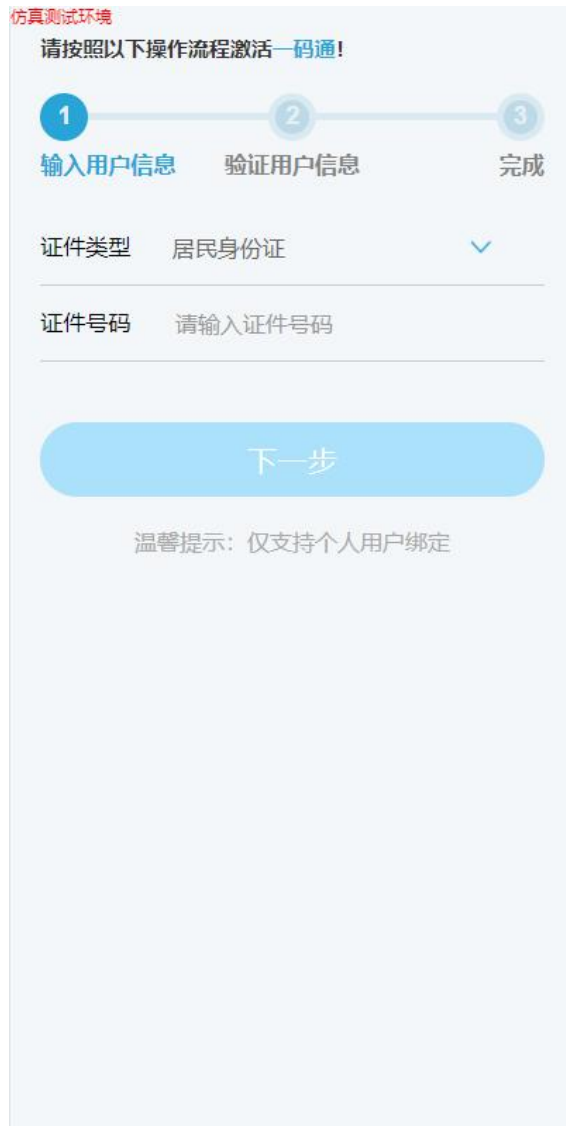 仿真测试环境
请按照以下操作流程激活一码通!
1 2 3
输入用户信息 验证用户信息 完成
证件类型 居民身份证
证件号码 请输入证件号码
下一步
温馨提示：仅支持个人用户绑定